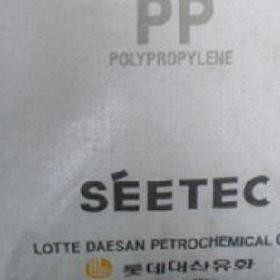 PP
POLYPROPYLENE
SÉETEC
LOTTE DAESAN PETROCHEMICAL
롯데대산유화